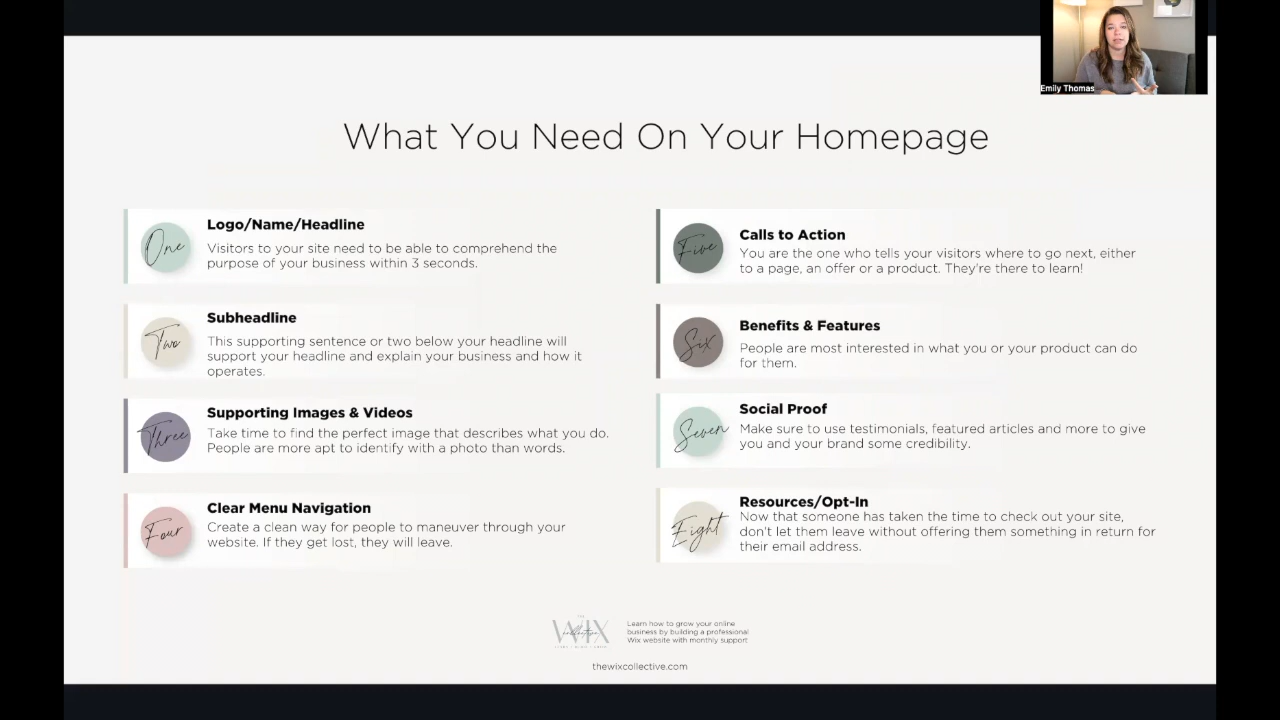 Emily Thomas
What You Need On Your Homepage
One
Logo/Name/Headline
Visitors to your site need to be able to comprehend the
purpose of your business within 3 seconds.
Two
Subheadline
This supporting sentence or two below your headline will
support your headline and explain your business and how it
operates.
Three
Supporting Images & Videos
Take time to find the perfect image that describes what you do.
People are more apt to identify with a photo than words.
Four
Clear Menu Navigation
Create a clean way for people to maneuver through your
website. If they get lost, they will leave.
Five
Calls to Action
You are the one who tells your visitors where to go next, either
to a page, an offer or a product. They're there to learn!
Six
Benefits & Features
People are most interested in what you or your product can do
for them.
Seven
Social Proof
Make sure to use testimonials, featured articles and more to give
you and your brand some credibility.
Eight
Resources/Opt-In
Now that someone has taken the time to check out your site,
don't let them leave without offering them something in return for
their email address.
THE
WIX
collective
Learn how to grow your online
business by building a professional
Wix website with monthly support
thewixcollective.com